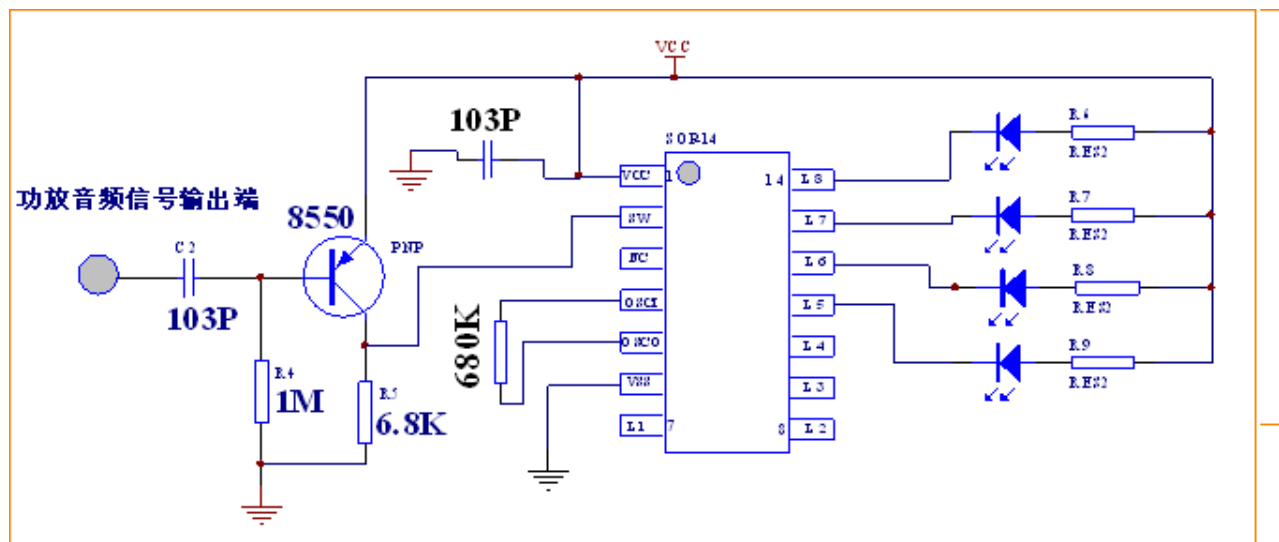 VCC
103P
SOP14
功放音频信号输出端
8550
PNP
C2
103P
R4
1M
R5
6.8K
680K
VCC
SW
NC
OSCI
OSCO
VSS
L1
1
7
14
8
L8
L7
L6
L5
L4
L3
L2
R6
RES2
R7
RES2
R8
RES2
R9
RES2